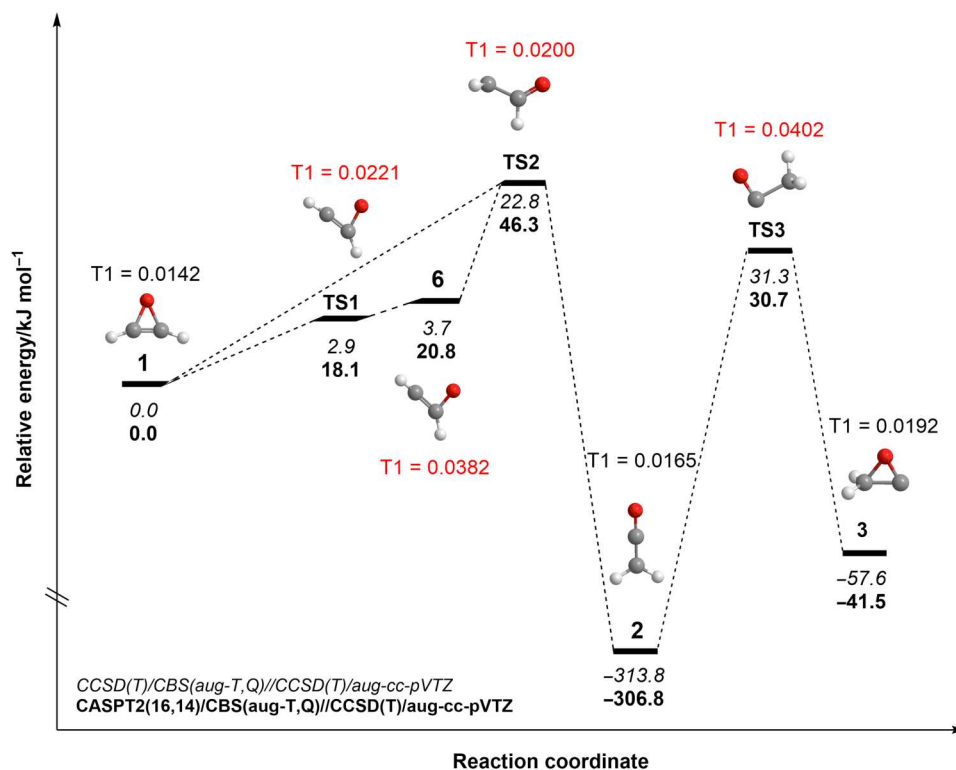 T1 = 0.0200
TS2
22.8
46.3
T1 = 0.0402
TS3
31.3
30.7
T1 = 0.0221
TS1
2.9
18.1
6
3.7
20.8
T1 = 0.0382
T1 = 0.0142
1
0.0
0.0
T1 = 0.0165
2
−313.8
−306.8
T1 = 0.0192
3
−57.6
−41.5
Relative energy/kJ mol⁻¹
CCSD(T)/CBS(aug-T,Q)//CCSD(T)/aug-cc-pVTZ
CASPT2(16,14)/CBS(aug-T,Q)//CCSD(T)/aug-cc-pVTZ
Reaction coordinate